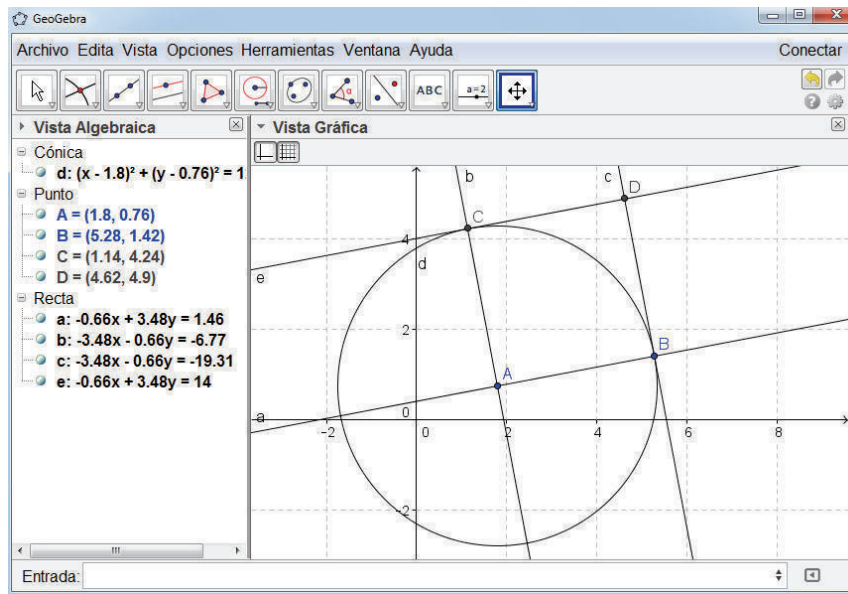 GeoGebra
Archivo Edita Vista Opciones Herramientas Ventana Ayuda Conectar
ABC a=2
Vista Algebraica
Cónica
d: (x - 1.8)² + (y - 0.76)² = 1
Punto
A = (1.8, 0.76)
B = (5.28, 1.42)
C = (1.14, 4.24)
D = (4.62, 4.9)
Recta
a: -0.66x + 3.48y = 1.46
b: -3.48x - 0.66y = -6.77
c: -3.48x - 0.66y = -19.31
e: -0.66x + 3.48y = 14
Vista Gráfica
b c D
C
4
d
e
2
B
A
a 0
-2 0 2 4 6 8
-2
Entrada: